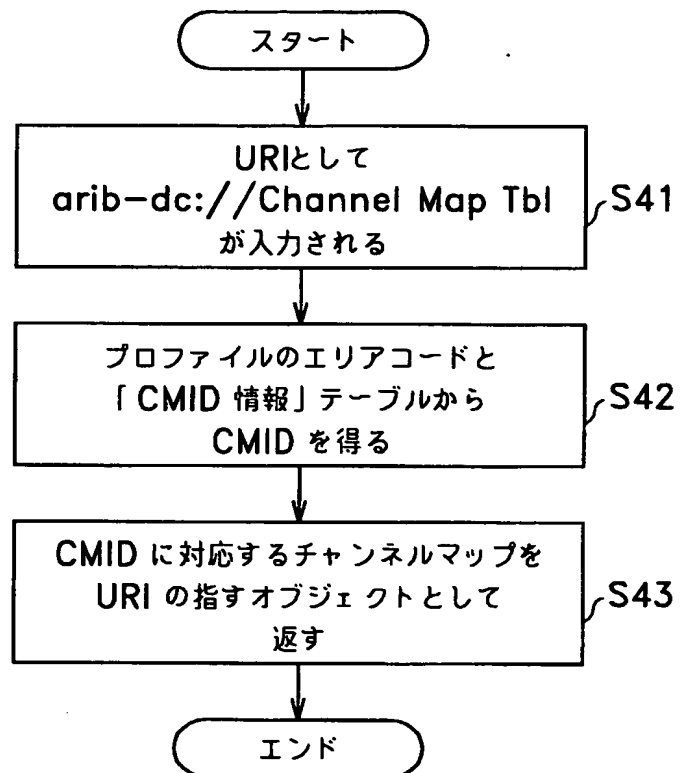 スタート
URIとして
arib-dc://Channel Map Tbl
が入力される
S41
プロファイルのエリアコードと
「CMID 情報」テーブルから
CMID を得る
S42
CMID に対応するチャンネルマップを
URI の指すオブジェクトとして
返す
S43
エンド